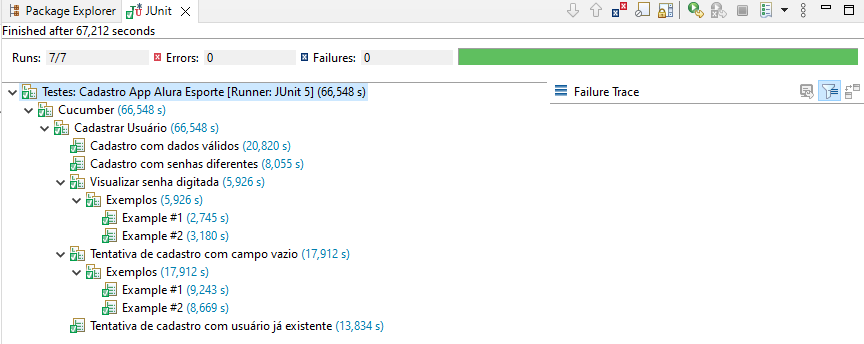 Package Explorer JUnit
Finished after 67,212 seconds
Runs: 7/7 Errors: 0 Failures: 0
Testes: Cadastro App Alura Esporte [Runner: JUnit 5] (66,548 s)
Failure Trace
Cucumber (66,548 s)
Cadastrar Usuário (66,548 s)
Cadastro com dados válidos (20,820 s)
Cadastro com senhas diferentes (8,055 s)
Visualizar senha digitada (5,926 s)
Exemplos (5,926 s)
Example #1 (2,745 s)
Example #2 (3,180 s)
Tentativa de cadastro com campo vazio (17,912 s)
Exemplos (17,912 s)
Example #1 (9,243 s)
Example #2 (8,669 s)
Tentativa de cadastro com usuário já existente (13,834 s)